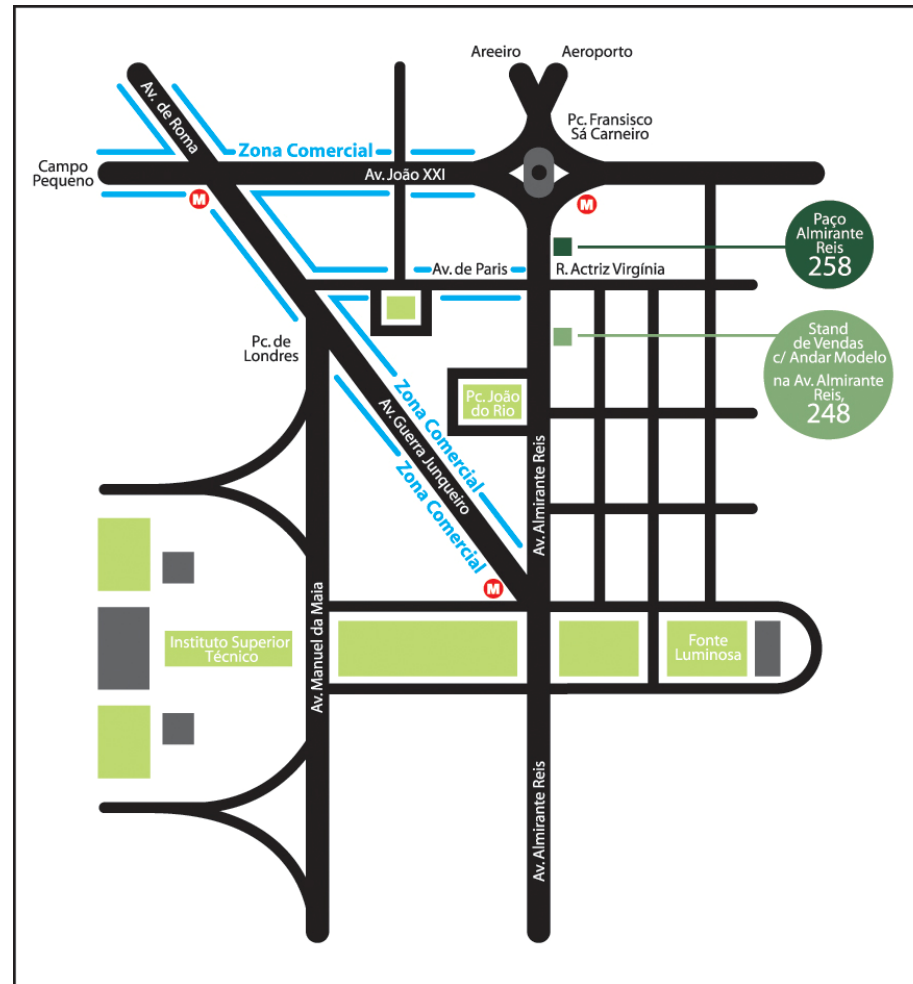 Areeiro
Aeroporto
Av. de Roma
Pc. Fransisco
Sá Carneiro
Zona Comercial
Campo
Pequeno
Av. João XXI
M
M
Paço
Almirante
Reis
258
Av. de Paris
R. Actriz Virgínia
Pc. de
Londres
Stand
de Vendas
c/ Andar Modelo
na Av. Almirante
Reis,
248
Pc. João
do Rio
Zona Comercial
Av. Guerra Junqueiro
Zona Comercial
Av. Almirante Reis
M
Av. Manuel da Maia
Instituto Superior
Técnico
Fonte
Luminosa
Av. Almirante Reis